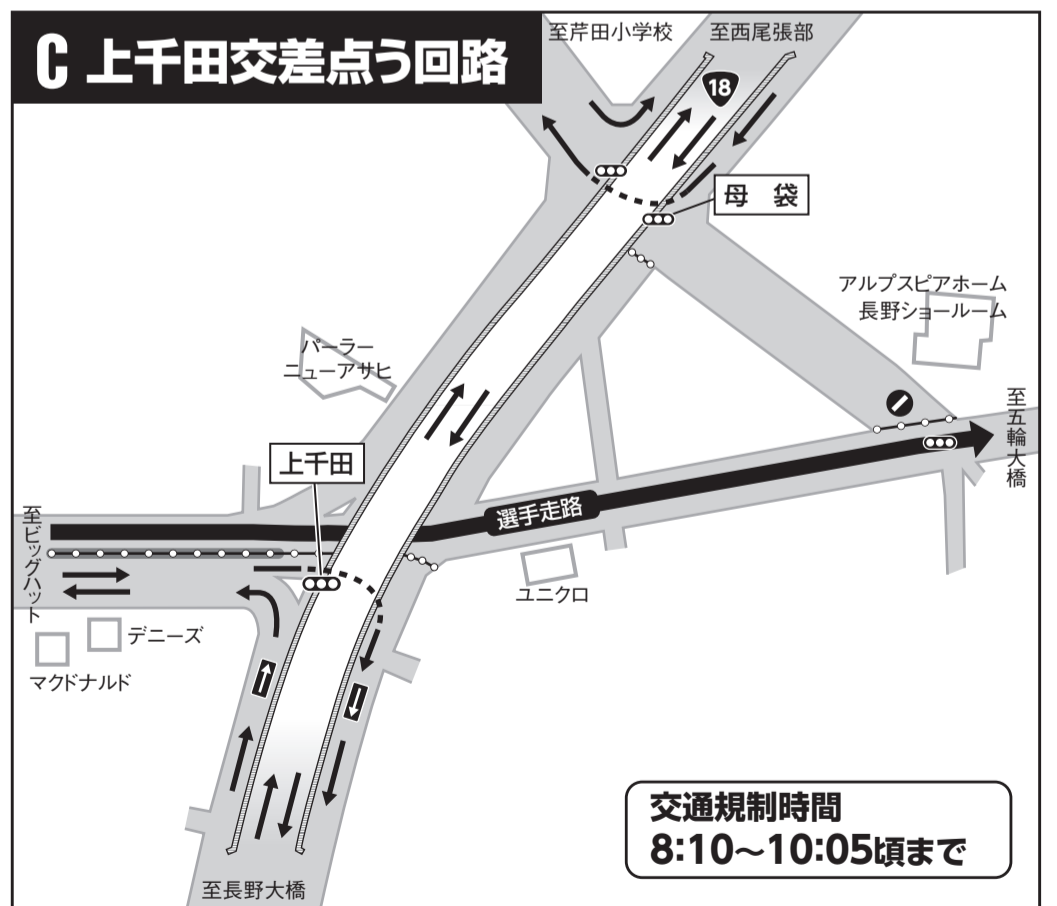 C 上千田交差点う回路
至芹田小学校
至西尾張部
18
母 袋
アルプスピアホーム
長野ショールーム
パーラー
ニューアサヒ
上千田
至五輪大橋
選手走路
至ビッグハット
ユニクロ
デニーズ
マクドナルド
交通規制時間
8:10~10:05頃まで
至長野大橋